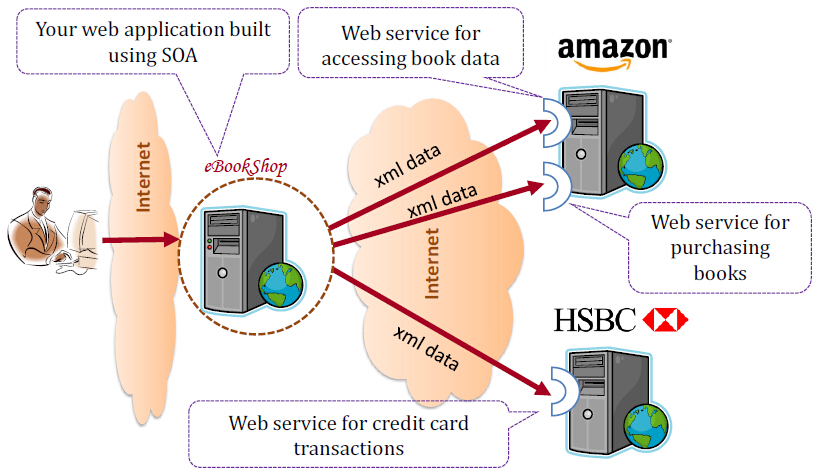 Your web application built
using SOA
Web service for
accessing book data
amazon
Internet
eBookShop
xml data
xml data
Internet
Web service for
purchasing
books
HSBC
xml data
Web service for credit card
transactions